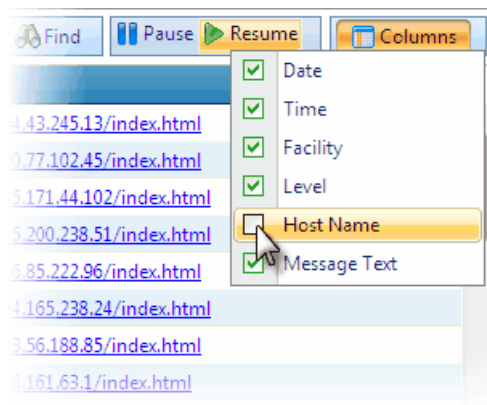 Find Pause Resume Columns
Date
.43.245.13/index.html
Time
.77.102.45/index.html
Facility
.171.44.102/index.html
Level
.200.238.51/index.html
Host Name
.85.222.96/index.html
Message Text
.165.238.24/index.html
.56.188.85/index.html
.161.63.1/index.html